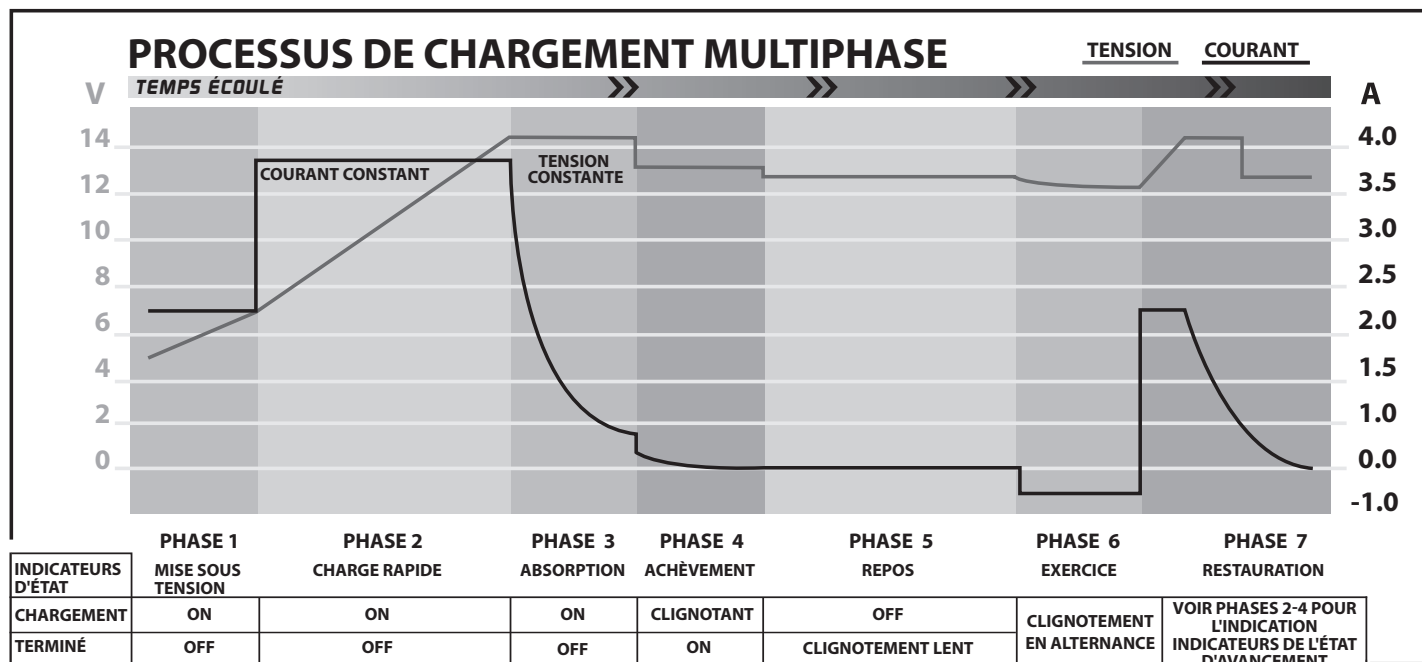 PROCESSUS DE CHARGEMENT MULTIPHASE
TENSION COURANT
TEMPS ÉCOULÉ
V
A
14
12
10
8
6
4
2
0
4.0
3.5
3.0
2.5
2.0
1.5
1.0
0.0
-1.0
COURANT CONSTANT
TENSION
CONSTANTE
PHASE 1 PHASE 2 PHASE 3 PHASE 4 PHASE 5 PHASE 6 PHASE 7
INDICATEURS
D'ÉTAT
MISE SOUS
TENSION
CHARGE RAPIDE
ABSORPTION
ACHÈVEMENT
REPOS
EXERCICE
RESTAURATION
CHARGEMENT ON ON ON CLIGNOTANT OFF
TERMINÉ OFF OFF OFF ON CLIGNOTEMENT LENT
CLIGNOTEMENT
EN ALTERNANCE
VOIR PHASES 2-4 POUR
L'INDICATION
INDICATEURS DE L'ÉTAT
D'AVANCEMENT